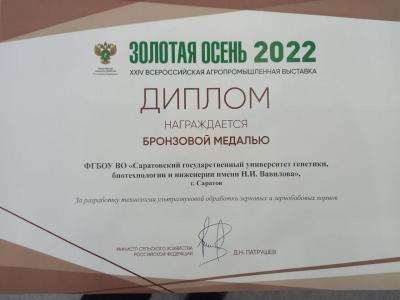 ЗОЛОТАЯ ОСЕНЬ 2022
XXIV ВСЕРОССИЙСКАЯ АГРОПРОМЫШЛЕННАЯ ВЫСТАВКА
ДИПЛОМ
НАГРАЖДАЕТСЯ
БРОНЗОВОЙ МЕДАЛЬЮ
ФГБОУ ВО «Саратовский государственный университет генетики,
биотехнологии и инженерии имени Н.И. Вавилова»,
г. Саратов
За разработку технологии ультразвуковой обработки зерновых и зернобобовых кормов
МИНИСТР СЕЛЬСКОГО ХОЗЯЙСТВА
РОССИЙСКОЙ ФЕДЕРАЦИИ
Д.Н. ПАТРУШЕВ